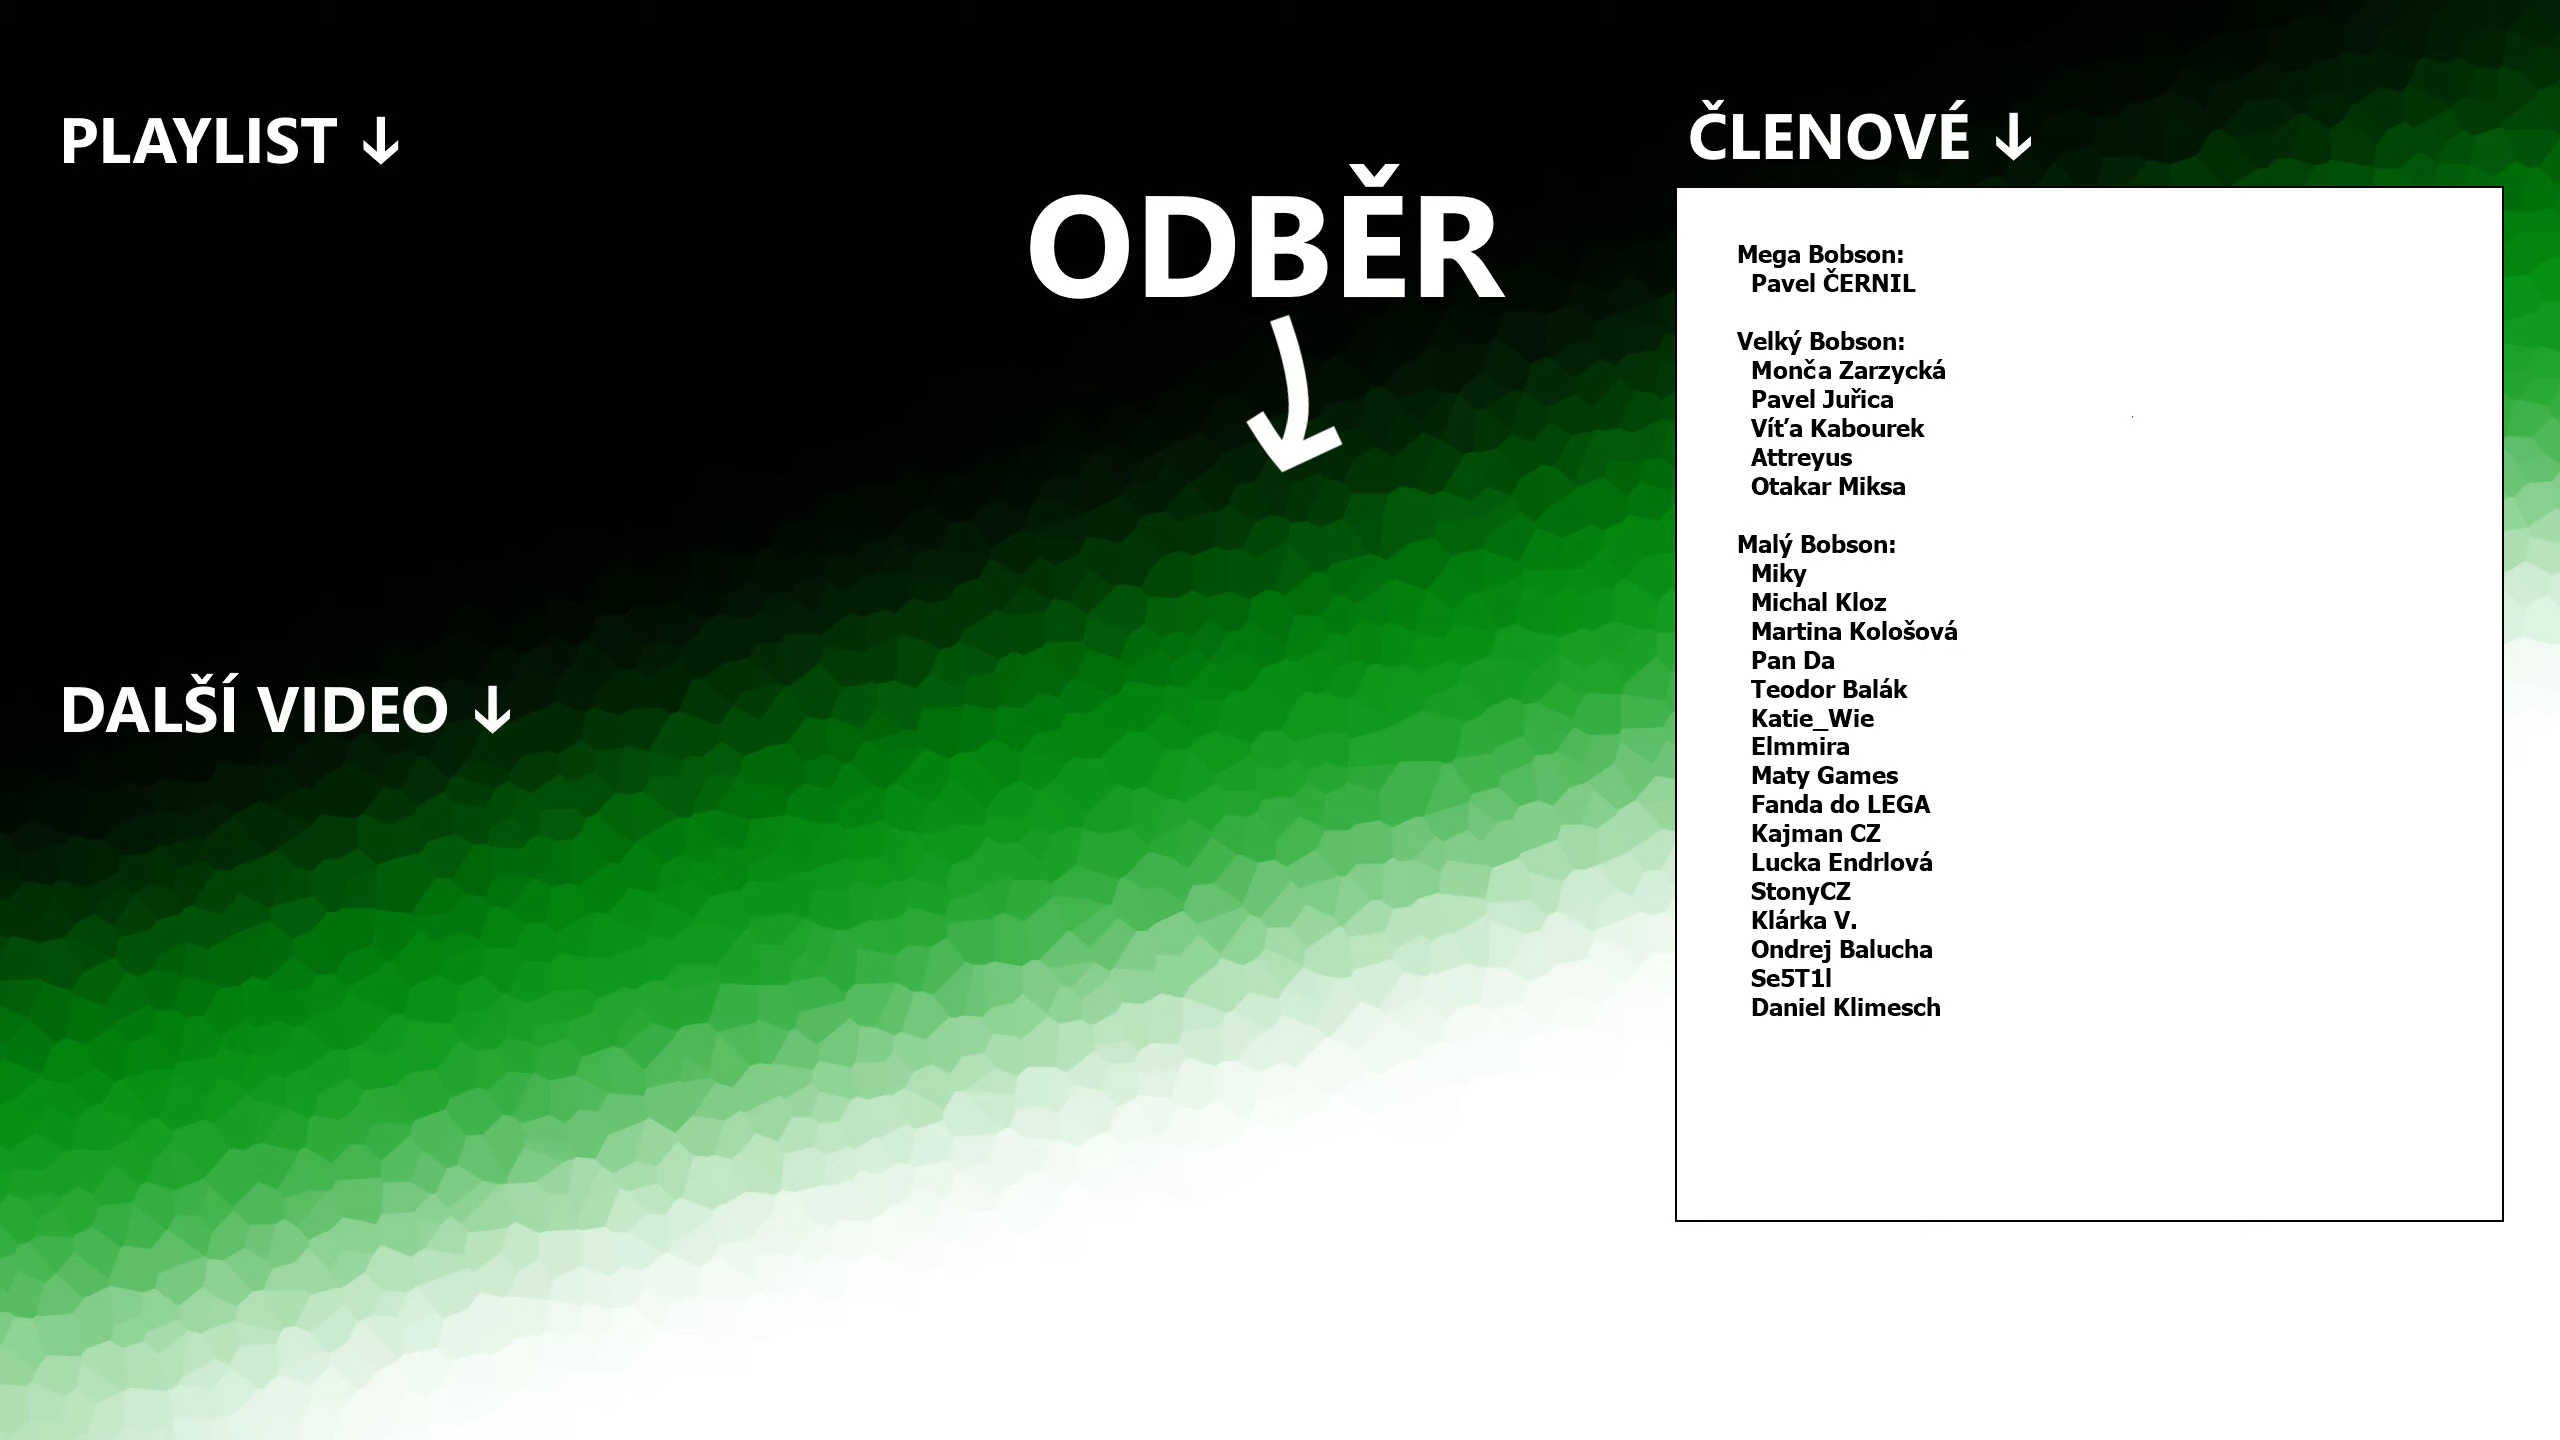 PLAYLIST ↓
ODBĚR
DALŠÍ VIDEO ↓
ČLENOVÉ ↓
Mega Bobson:
Pavel ČERNIL
Velký Bobson:
Monča Zarzycká
Pavel Juřica
Víťa Kabourek
Attreyus
Otakar Miksa
Malý Bobson:
Miky
Michal Kloz
Martina Kološová
Pan Da
Teodor Balák
Katie_Wie
Elmmira
Maty Games
Fanda do LEGA
Kajman CZ
Lucka Endrlová
StonyCZ
Klárka V.
Ondrej Balucha
Se5T1l
Daniel Klimesch